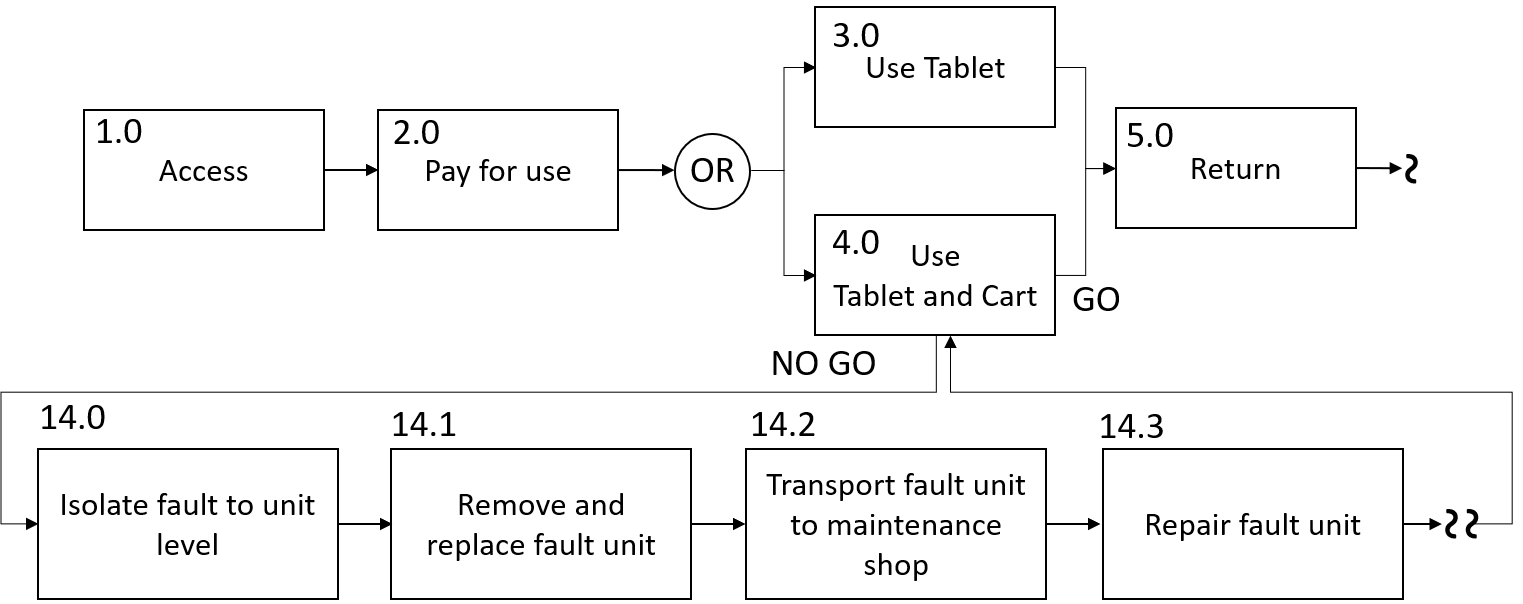 1.0
Access
2.0
Pay for use
OR
3.0
Use Tablet
4.0
Use
Tablet and Cart
GO
NO GO
5.0
Return
14.0
Isolate fault to unit
level
14.1
Remove and
replace fault unit
14.2
Transport fault unit
to maintenance
shop
14.3
Repair fault unit